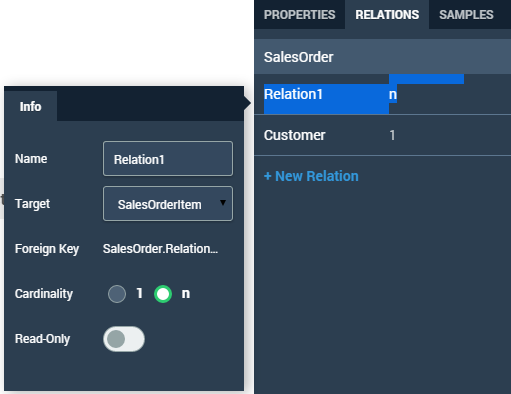 PROPERTIES RELATIONS SAMPLES
SalesOrder
Relation1 n
Customer 1
+ New Relation
Info
Name Relation1
Target SalesOrderItem
Foreign Key SalesOrder.Relation...
Cardinality 1 n
Read-Only